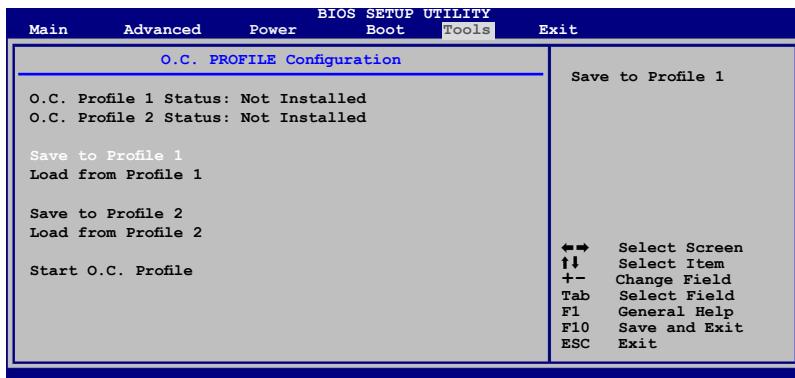 BIOS SETUP UTILITY
Main Advanced Power Boot Tools Exit
O.C. PROFILE Configuration
O.C. Profile 1 Status: Not Installed
O.C. Profile 2 Status: Not Installed
Save to Profile 1
Load from Profile 1
Save to Profile 2
Load from Profile 2
Start O.C. Profile
Save to Profile 1
←→ Select Screen
↑↓ Select Item
+- Change Field
Tab Select Field
F1 General Help
F10 Save and Exit
ESC Exit